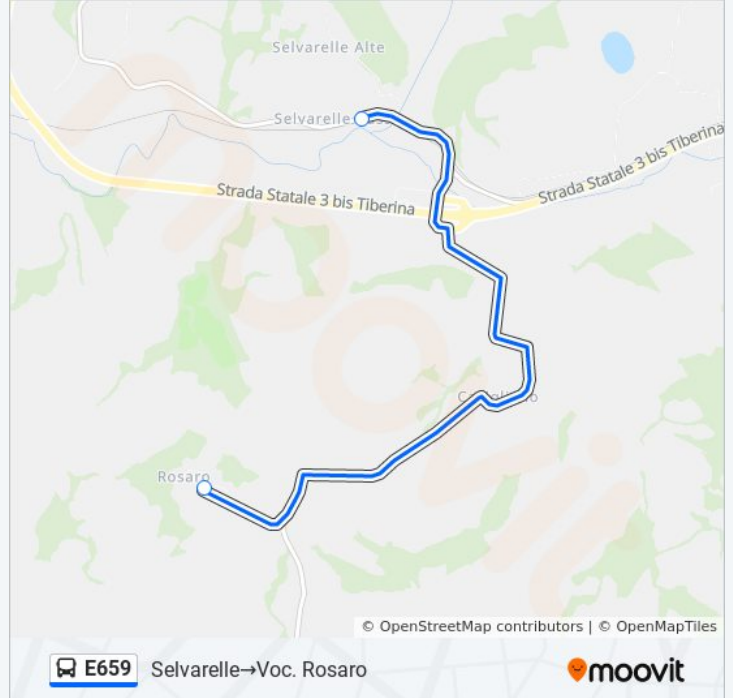 Selvarelle Alte
Selvarelle
Strada Statale 3 bis Tiberina
Strada Statale 3 bis Tiberina
Rosaro
© OpenStreetMap contributors | © OpenMapTiles
E659 Selvarelle→Voc. Rosaro
moovit